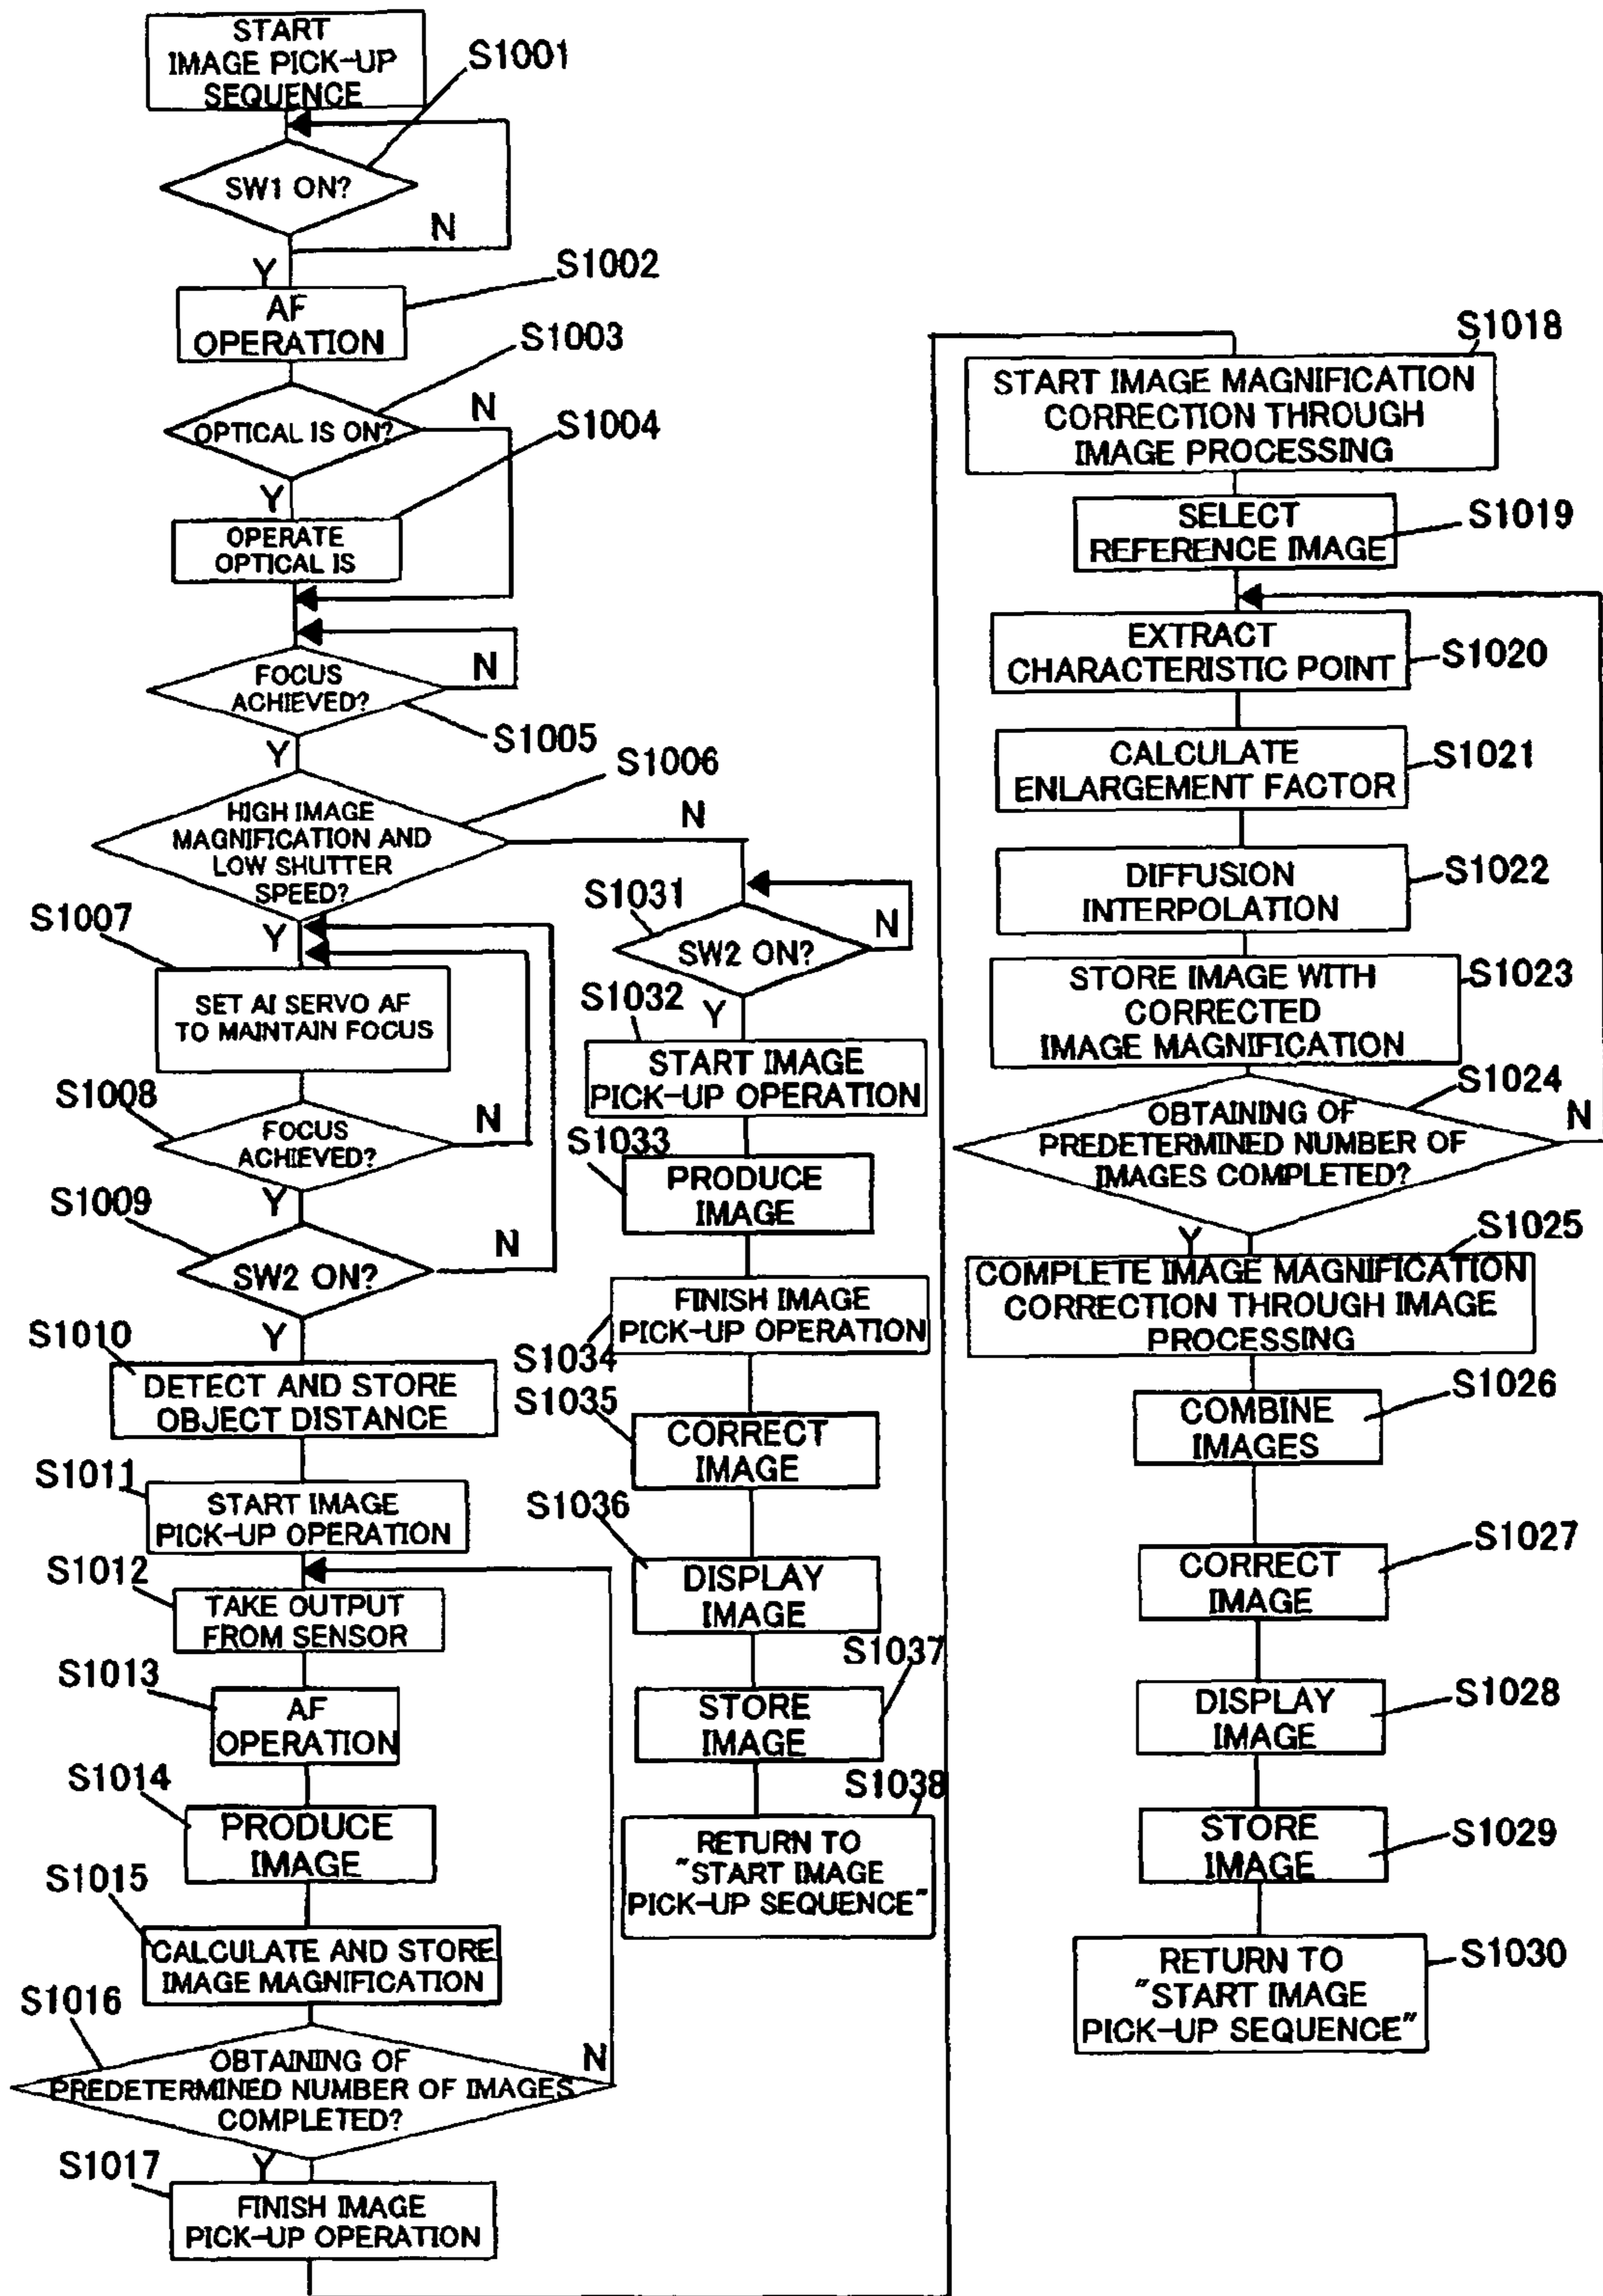 START
IMAGE PICK-UP
SEQUENCE
S1001
SW1 ON?
N
Y
S1002
AF
OPERATION
S1003
OPTICAL IS ON?
N
S1004
Y
OPERATE
OPTICAL IS
FOCUS
ACHIEVED?
N
S1005
Y
S1006
HIGH IMAGE
MAGNIFICATION AND
LOW SHUTTER
SPEED?
N
S1007
Y
SET AI SERVO AF
TO MAINTAIN FOCUS
S1008
FOCUS
ACHIEVED?
N
Y
S1009
SW2 ON?
N
Y
S1010
DETECT AND STORE
OBJECT DISTANCE
S1011
START IMAGE
PICK-UP OPERATION
S1012
TAKE OUTPUT
FROM SENSOR
S1013
AF
OPERATION
S1014
PRODUCE
IMAGE
S1015
CALCULATE AND STORE
IMAGE MAGNIFICATION
S1016
OBTAINING OF
PREDETERMINED NUMBER OF IMAGES
COMPLETED?
N
Y
S1017
FINISH IMAGE
PICK-UP OPERATION
S1031
SW2 ON?
N
S1032
Y
START IMAGE
PICK-UP OPERATION
S1033
PRODUCE
IMAGE
FINISH IMAGE
PICK-UP OPERATION
S1034
S1035
CORRECT
IMAGE
S1036
DISPLAY
IMAGE
S1037
STORE
IMAGE
S1038
RETURN TO
"START IMAGE
PICK-UP SEQUENCE"
S1018
START IMAGE MAGNIFICATION
CORRECTION THROUGH
IMAGE PROCESSING
SELECT
REFERENCE IMAGE
S1019
EXTRACT
CHARACTERISTIC POINT
S1020
CALCULATE
ENLARGEMENT FACTOR
S1021
DIFFUSION
INTERPOLATION
S1022
STORE IMAGE WITH
CORRECTED
IMAGE MAGNIFICATION
S1023
S1024
OBTAINING OF
PREDETERMINED NUMBER OF
IMAGES COMPLETED?
N
Y
S1025
COMPLETE IMAGE MAGNIFICATION
CORRECTION THROUGH IMAGE
PROCESSING
S1026
COMBINE
IMAGES
S1027
CORRECT
IMAGE
DISPLAY
IMAGE
S1028
STORE
IMAGE
S1029
RETURN TO
"START IMAGE
PICK-UP SEQUENCE"
S1030